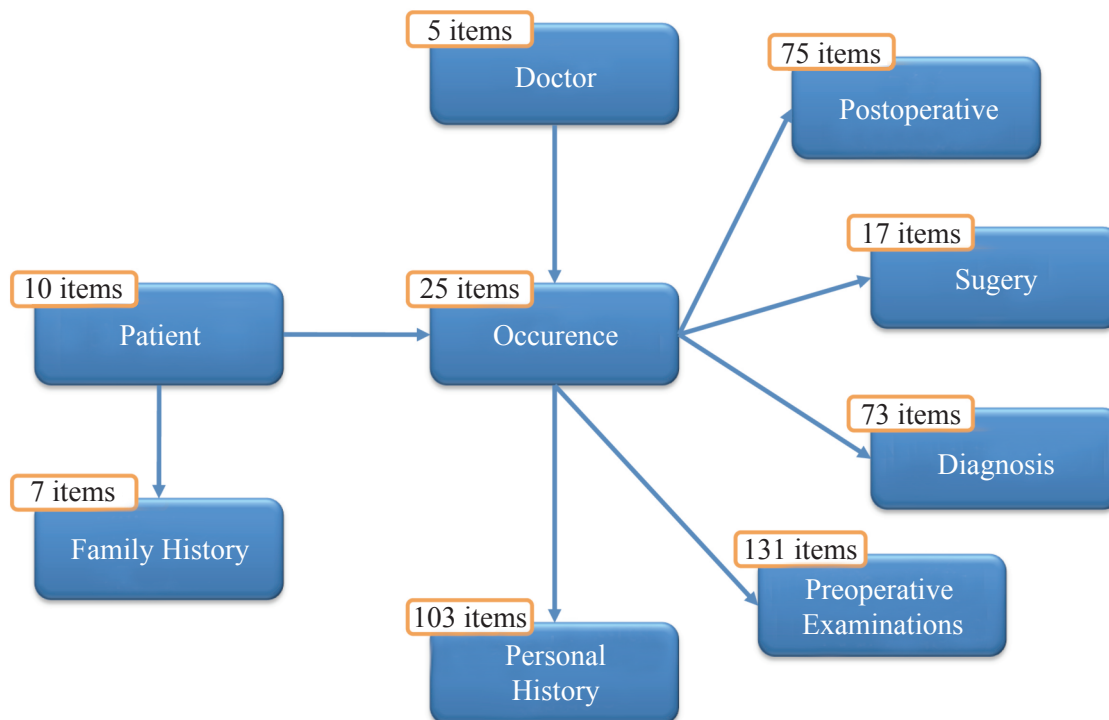 5 items
Doctor
75 items
Postoperative
17 items
Sugery
10 items
Patient
25 items
Occurence
73 items
Diagnosis
7 items
Family History
131 items
Preoperative
Examinations
103 items
Personal
History